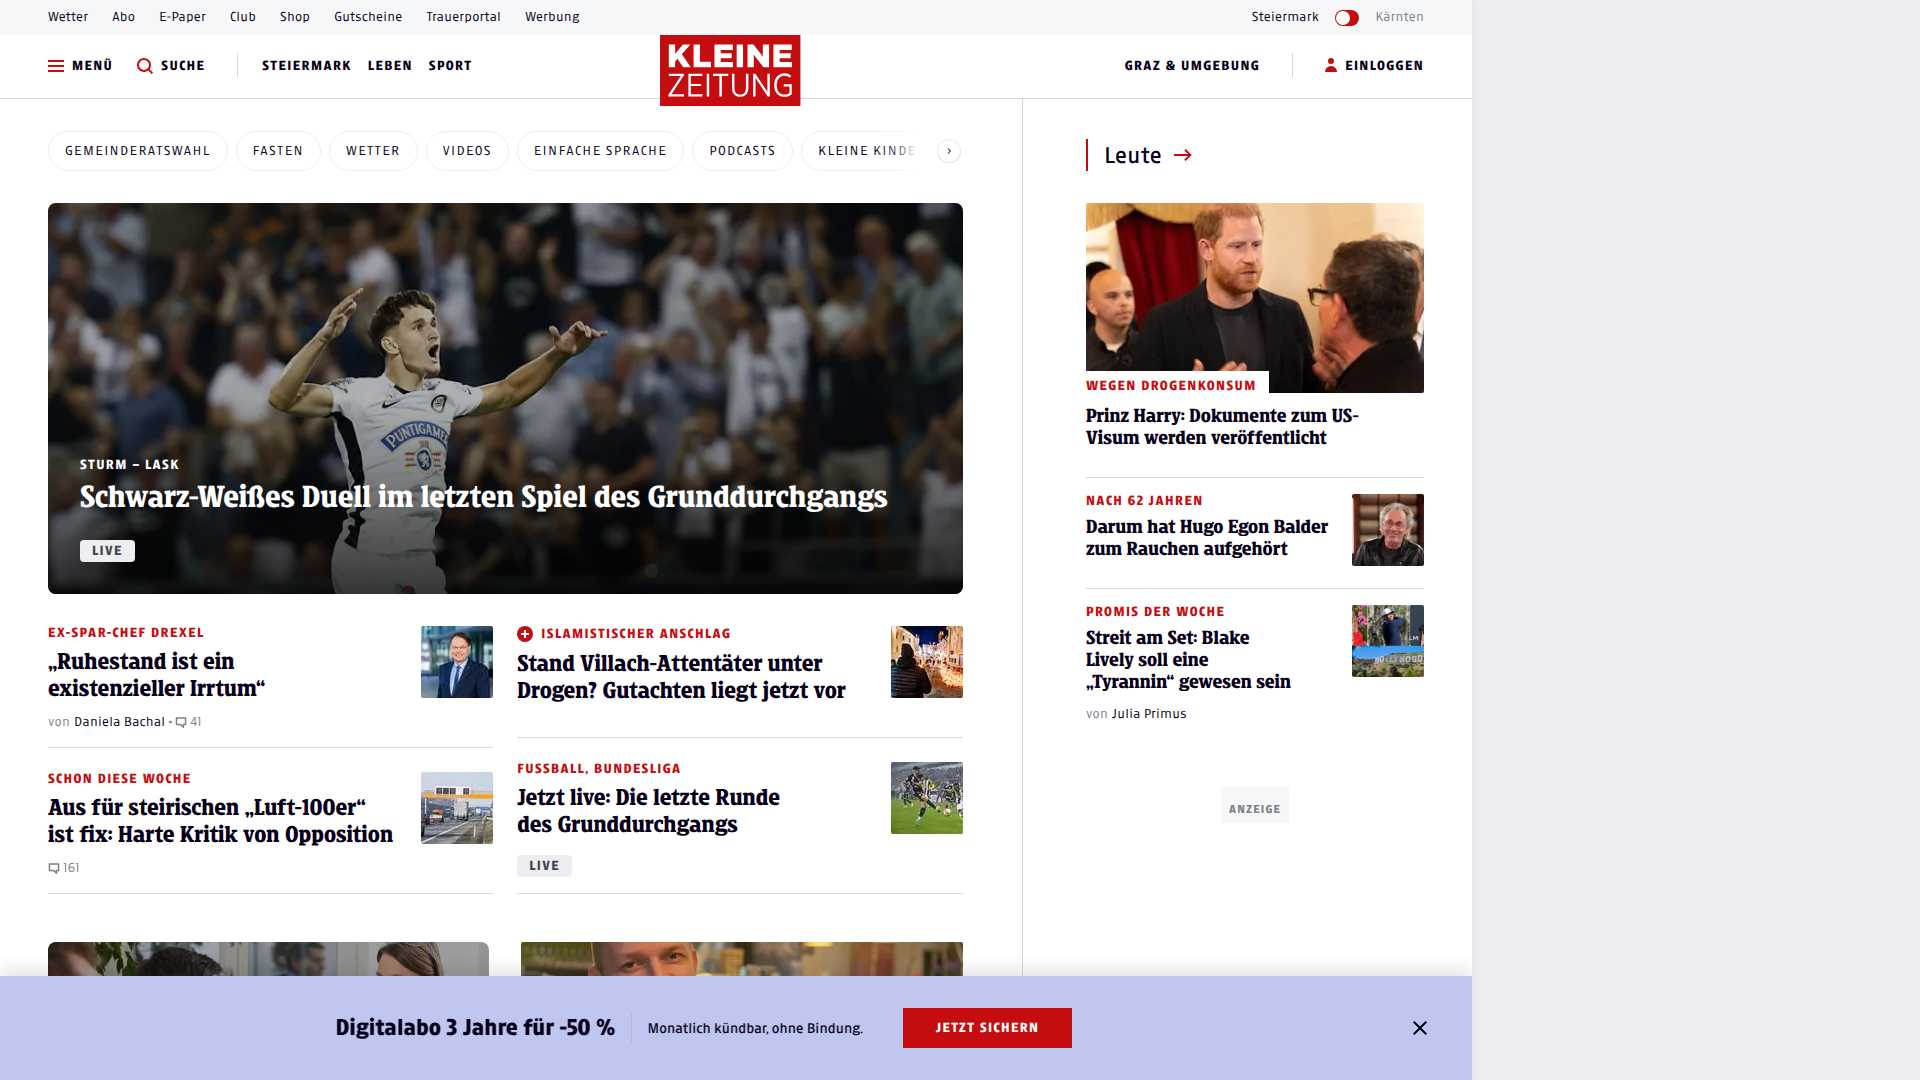 Wetter Abo E-Paper Club Shop Gutscheine Trauerportal Werbung Steiermark Kärnten
MENÜ SUCHE STEIERMARK LEBEN SPORT KLEINE ZEITUNG GRAZ & UMGEBUNG EINLOGGEN
GEMEINDERATSWAHL FASTEN WETTER VIDEOS EINFACHE SPRACHE PODCASTS KLEINE KINDE
STURM – LASK
Schwarz-Weißes Duell im letzten Spiel des Grunddurchgangs
LIVE
EX-SPAR-CHEF DREXEL
„Ruhestand ist ein
existenzieller Irrtum“
von Daniela Bachal • 41
SCHON DIESE WOCHE
Aus für steirischen „Luft-100er“
ist fix: Harte Kritik von Opposition
161
ISLAMISTISCHER ANSCHLAG
Stand Villach-Attentäter unter
Drogen? Gutachten liegt jetzt vor
FUSSBALL, BUNDESLIGA
Jetzt live: Die letzte Runde
des Grunddurchgangs
LIVE
Leute
WEGEN DROGENKONSUM
Prinz Harry: Dokumente zum US-
Visum werden veröffentlicht
NACH 62 JAHREN
Darum hat Hugo Egon Balder
zum Rauchen aufgehört
PROMIS DER WOCHE
Streit am Set: Blake
Lively soll eine
„Tyrannin“ gewesen sein
von Julia Primus
ANZEIGE
Digitalabo 3 Jahre für -50 % Monatlich kündbar, ohne Bindung. JETZT SICHERN
PUNTIGAMER